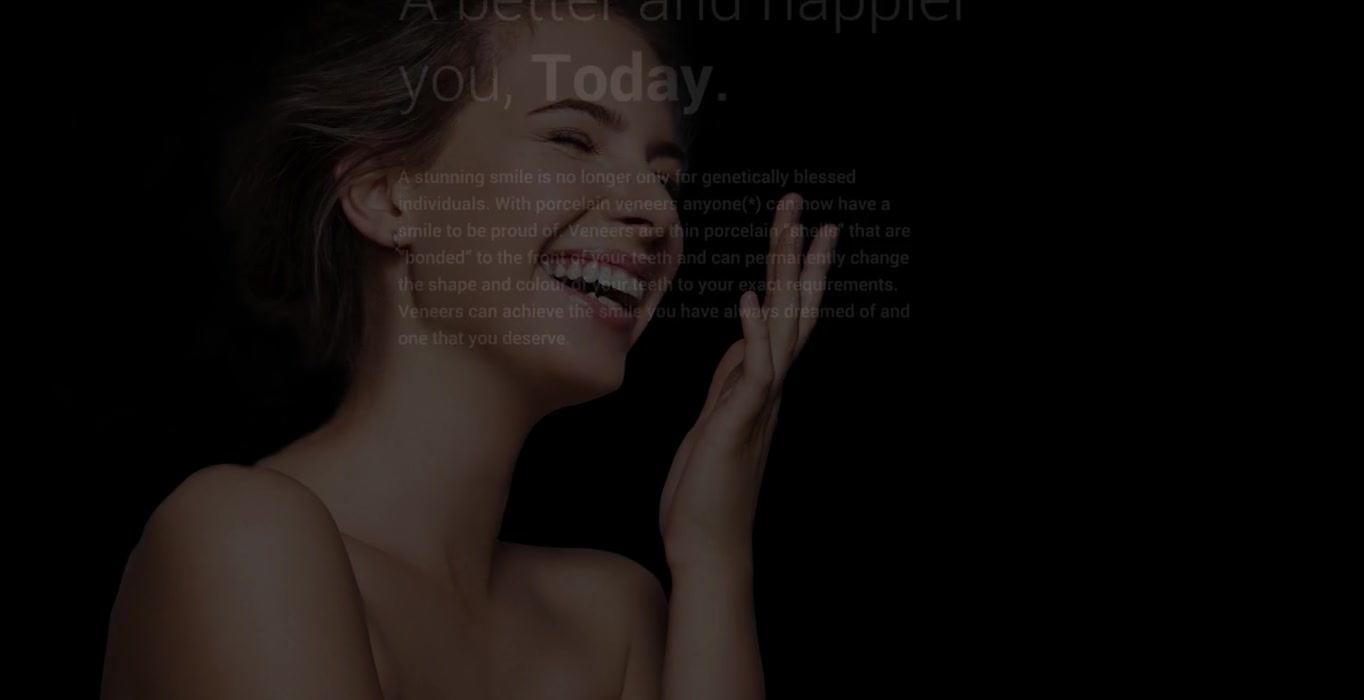 A better and happier
you, Today.
A stunning smile is no longer only for genetically blessed
individuals. With porcelain veneers anyone(*) can now have a
smile to be proud of. Veneers are thin porcelain “shells” that are
“bonded” to the front of your teeth and can permanently change
the shape and colour of your teeth to your exact requirements.
Veneers can achieve the smile you have always dreamed of and
one that you deserve.